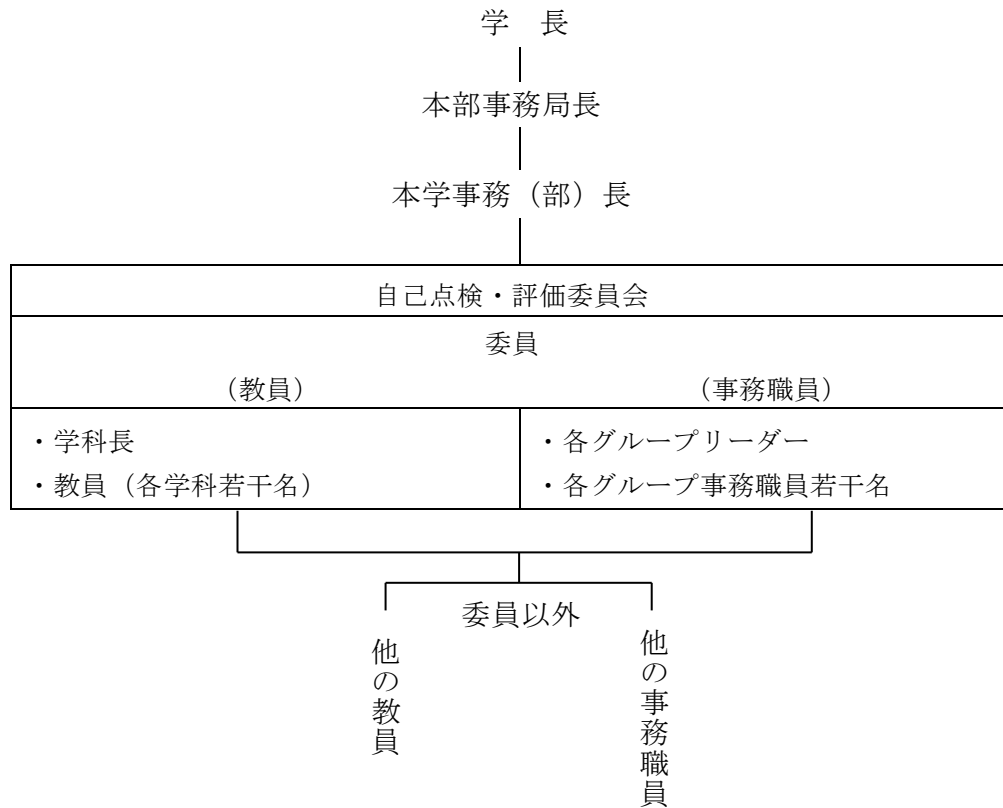 学　長
本部事務局長
本学事務（部）長
自己点検・評価委員会
委員
（教員）
（事務職員）
・学科長
・教員（各学科若干名）
・各グループリーダー
・各グループ事務職員若干名
委員以外
他の教員
他の事務職員